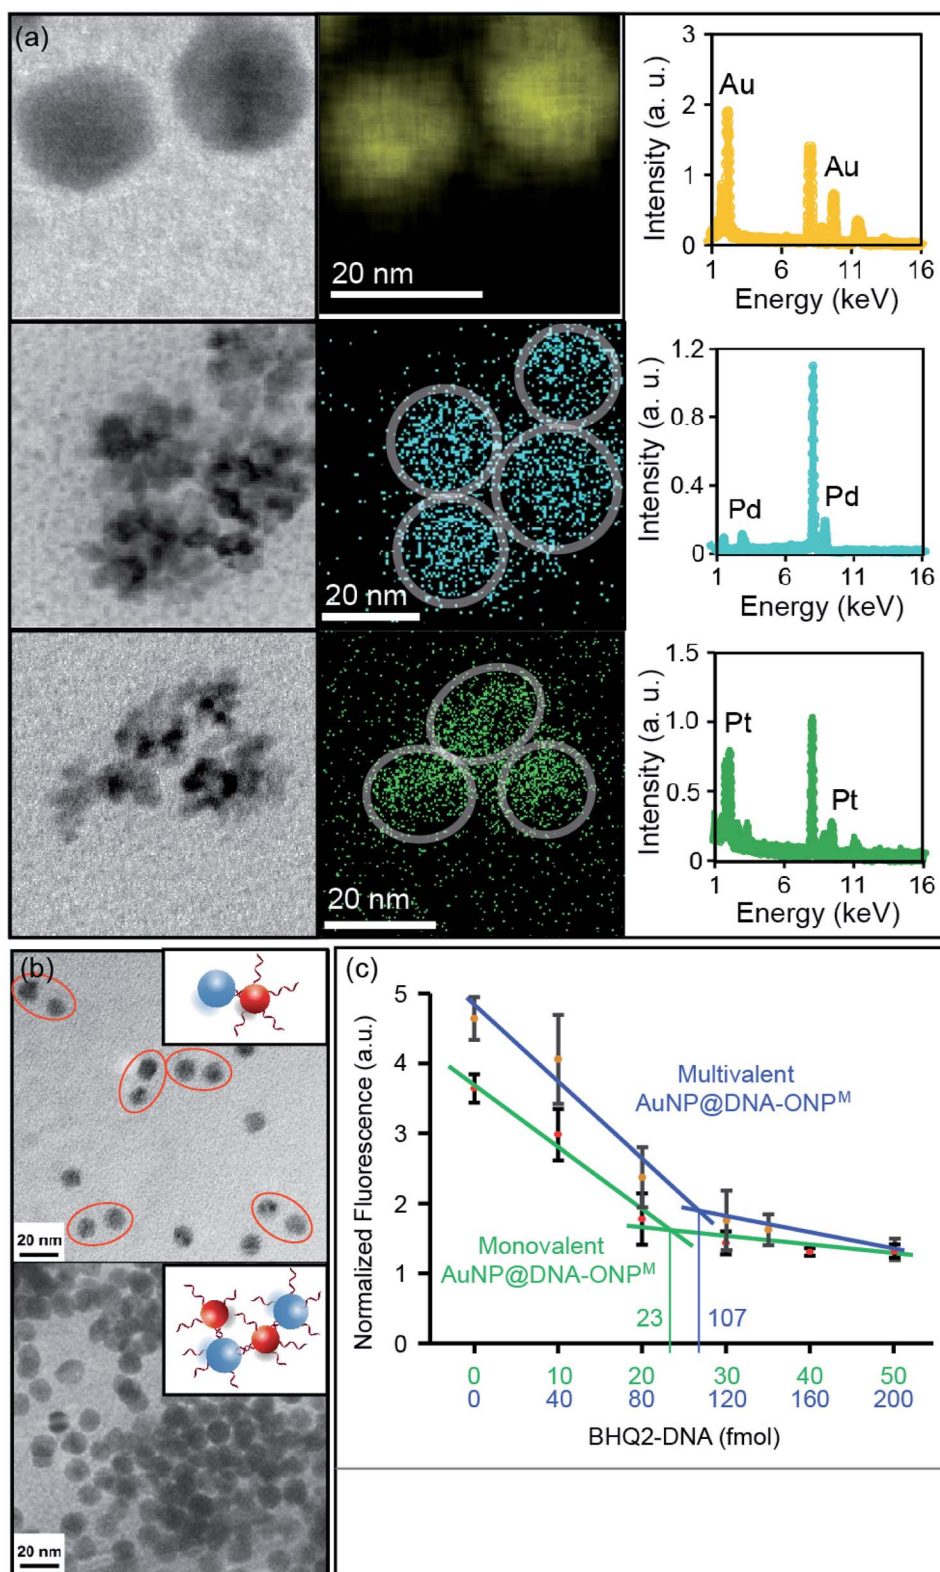 (a)
20 nm
Intensity (a. u.)
3
2
1
0
Au
Au
1 6 11 16
Energy (keV)
20 nm
Intensity (a. u.)
1.2
0.8
0.4
0
Pd
Pd
1 6 11 16
Energy (keV)
20 nm
Intensity (a. u.)
1.5
1.0
0.5
0
Pt
Pt
1 6 11 16
Energy (keV)
(b)
20 nm
20 nm
(c)
Normalized Fluorescence (a.u.)
5
4
3
2
1
0
Multivalent
AuNP@DNA-ONPᴹ
Monovalent
AuNP@DNA-ONPᴹ
23 107
0 10 20 30 40 50
0 40 80 120 160 200
BHQ2-DNA (fmol)